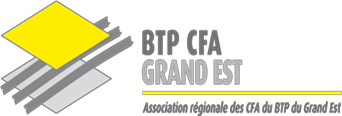 BTP CFA
GRAND EST
Association régionale des CFA du BTP du Grand Est